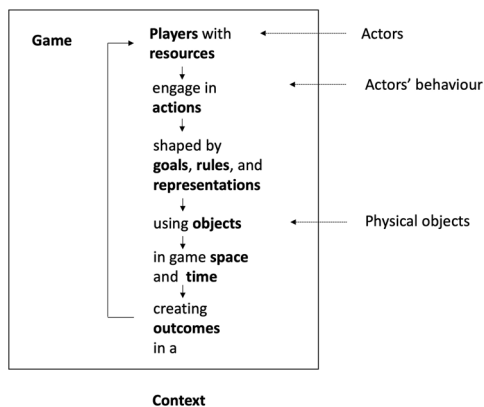 Game
Players with
resources
engage in
actions
shaped by
goals, rules, and
representations
using objects
in game space
and time
creating
outcomes
in a
Context
Actors
Actors' behaviour
Physical objects